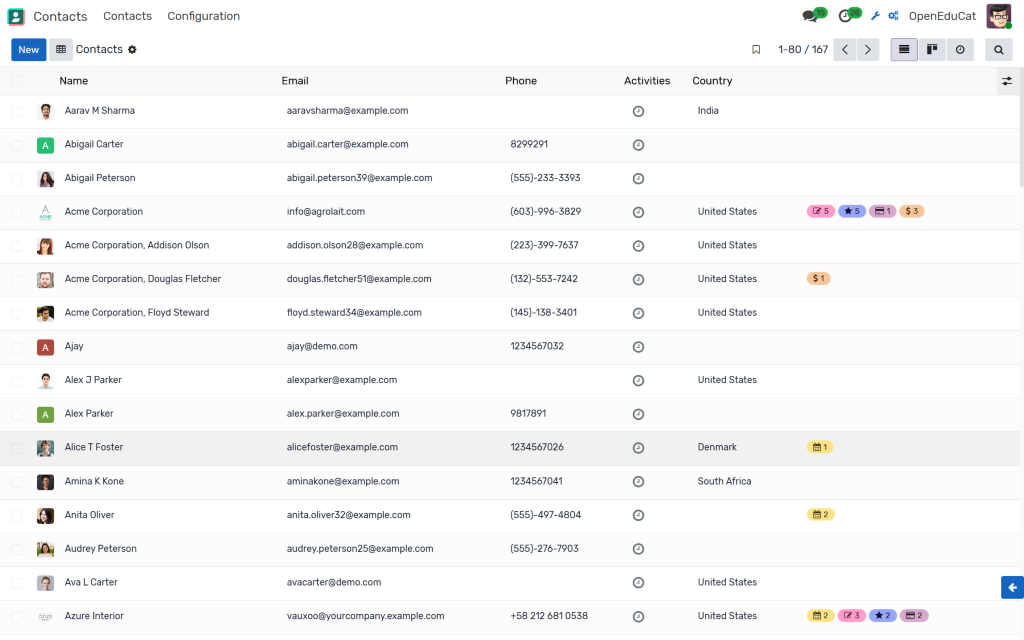 Contacts Contacts Configuration 15 28 OpenEduCat
New Contacts 1-80 / 167
Name Email Phone Activities Country
Aarav M Sharma aaravsharma@example.com India
A Abigail Carter abigail.carter@example.com 8299291
Abigail Peterson abigail.peterson39@example.com (555)-233-3393
ACME Acme Corporation info@agrolait.com (603)-996-3829 United States 5 5 1 $ 3
Acme Corporation, Addison Olson addison.olson28@example.com (223)-399-7637 United States
Acme Corporation, Douglas Fletcher douglas.fletcher51@example.com (132)-553-7242 United States $ 1
Acme Corporation, Floyd Steward floyd.steward34@example.com (145)-138-3401 United States
A Ajay ajay@demo.com 1234567032
Alex J Parker alexparker@example.com United States
A Alex Parker alex.parker@example.com 9817891
Alice T Foster alicefoster@example.com 1234567026 Denmark 1
Amina K Kone aminakone@example.com 1234567041 South Africa
Anita Oliver anita.oliver32@example.com (555)-497-4804 2
Audrey Peterson audrey.peterson25@example.com (555)-276-7903
Ava L Carter avacarter@demo.com United States
azure Azure Interior vauxoo@yourcompany.example.com +58 212 681 0538 United States 2 3 2 2